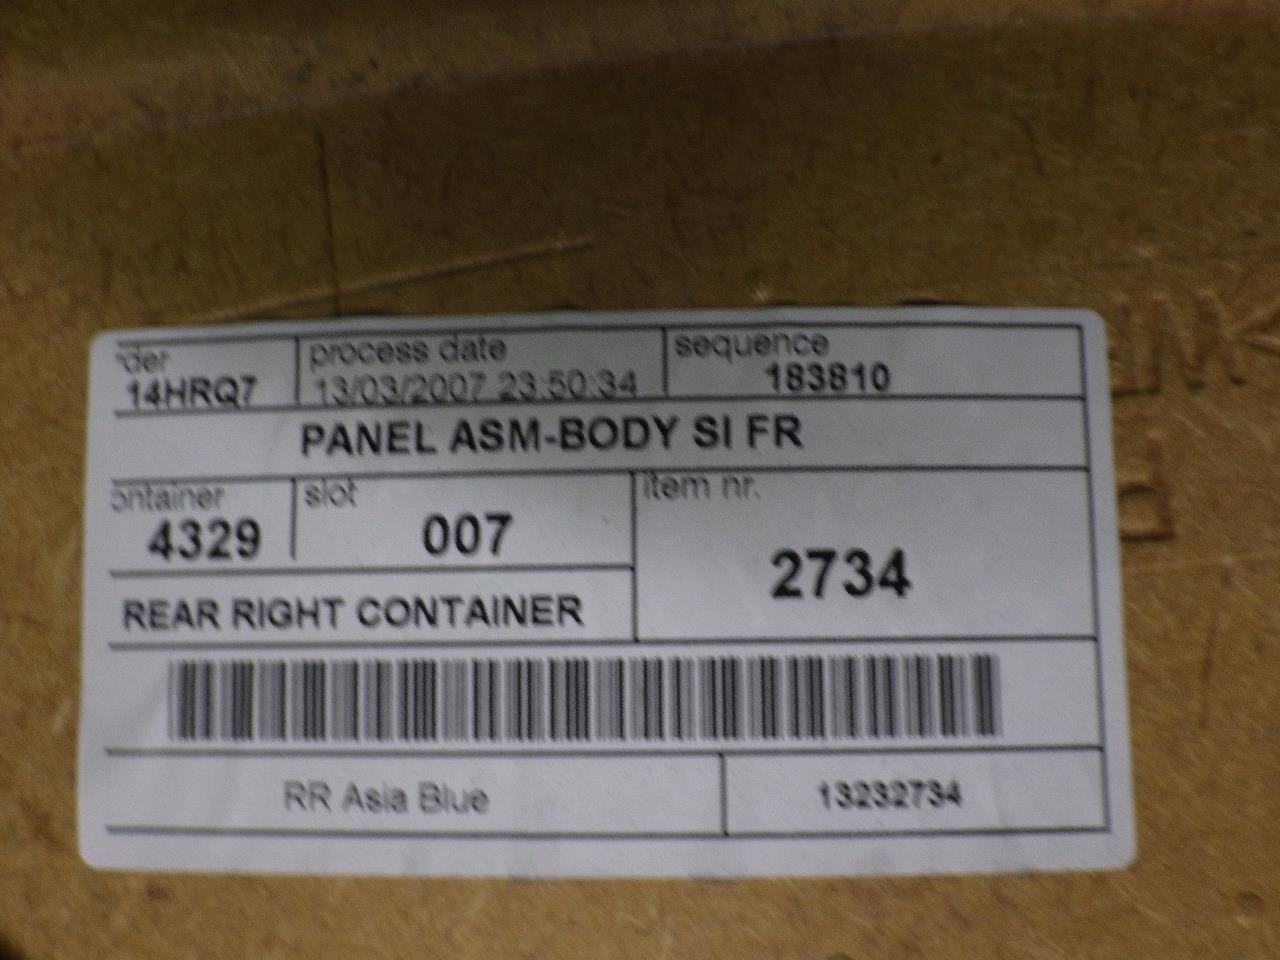 der process date sequence
14HRQ7 13/03/2007 23:50:34 183810
PANEL ASM-BODY SI FR
ontainer slot item nr.
4329 007 2734
REAR RIGHT CONTAINER
RR Asia Blue 13232734